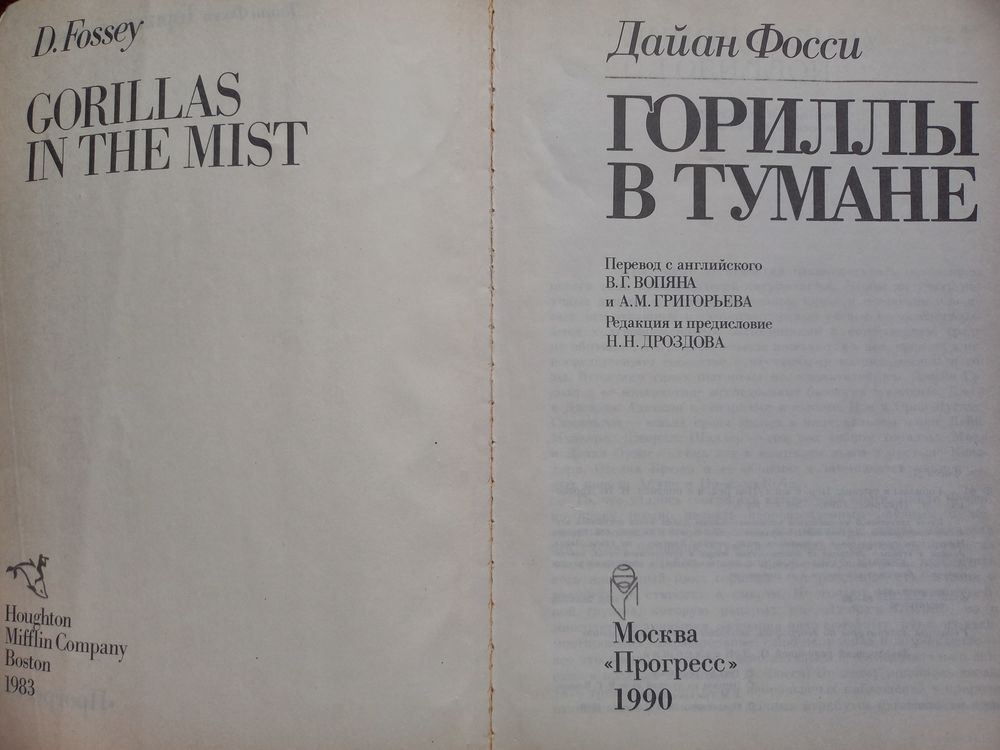 D. Fossey
GORILLAS
IN THE MIST
Houghton
Mifflin Company
Boston
1983
Дайан Фосси
ГОРИЛЛЫ
В ТУМАНЕ
Перевод с английского
В. Г. ВОПЯНА
и А. М. ГРИГОРЬЕВА
Редакция и предисловие
Н. Н. ДРОЗДОВА
Москва
«Прогресс»
1990